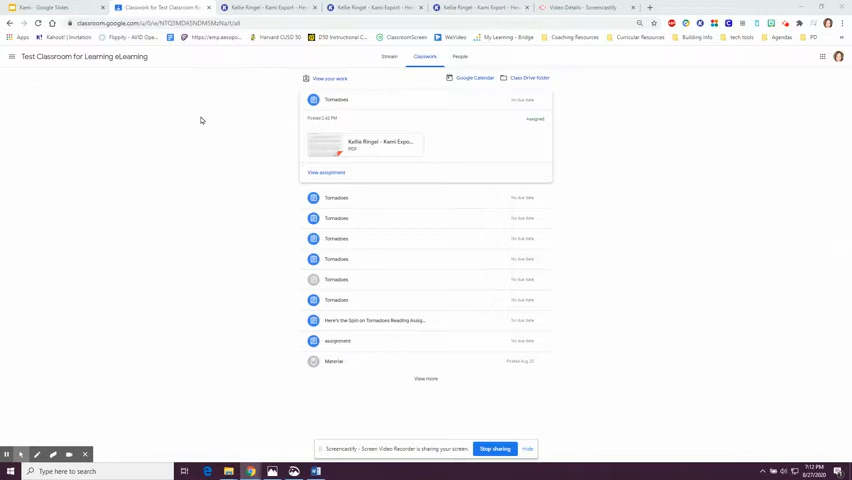 Kami - Google Slides
Classwork for Test Classroom for
Kellie Ringel - Kami Export - He
Kellie Ringel - Kami Export - He
Kellie Ringel - Kami Export - He
Video Details - Screencastify
classroom.google.com/u/0/w/NTQ3MDA5NDM5MzNa/t/all
Apps
Kahoot! | Invitation
Flippity - AVID Ope...
https://emp.aesopo...
Harvard CUSD 50
D50 Instructional C...
ClassroomScreen
WeVideo
My Learning - Bridge
Coaching Resources
Curricular Resources
Building Info
tech tools
Agendas
PD
Test Classroom for Learning eLearning
Stream
Classwork
People
View your work
Google Calendar
Class Drive folder
Tornadoes
No due date
Posted 2:42 PM
Assigned
Kellie Ringel - Kami Expo...
PDF
View assignment
Tornadoes
No due date
Tornadoes
No due date
Tornadoes
No due date
Tornadoes
No due date
Tornadoes
No due date
Tornadoes
No due date
Here's the Spin on Tornadoes Reading Assig...
No due date
assignment
No due date
Material
Posted Aug 23
View more
Screencastify - Screen Video Recorder is sharing your screen.
Stop sharing
Hide
Type here to search
7:12 PM
8/27/2020